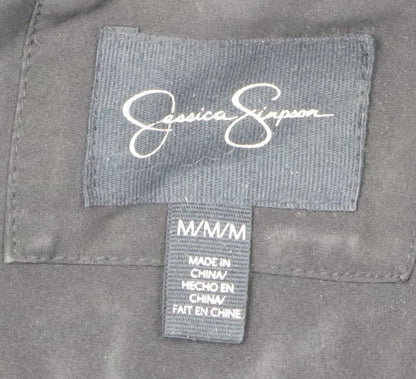 Jessica Simpson
M/M/M
MADE IN
CHINA/
HECHO EN
CHINA/
FAIT EN CHINE